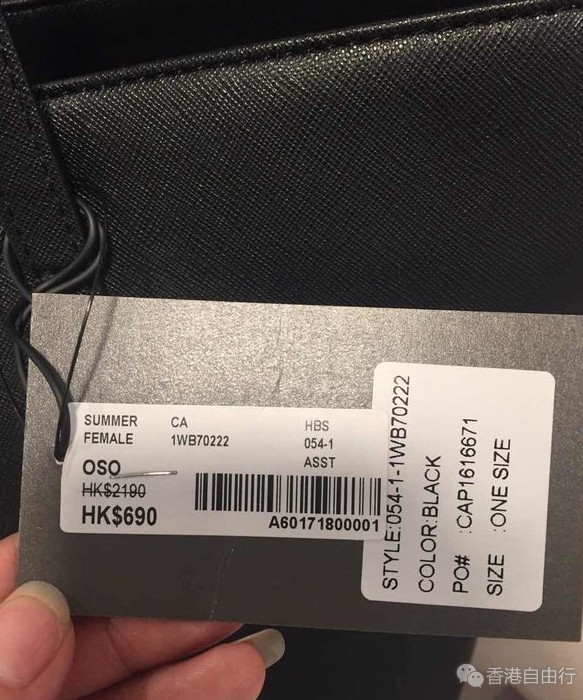 SUMMER CA HBS
FEMALE 1WB70222 054-1
ASST
OSO
HK$2190
HK$690
A60171800001
STYLE:054-1-1WB70222
COLOR:BLACK
PO# :CAP1616671
SIZE :ONE SIZE
香港自由行